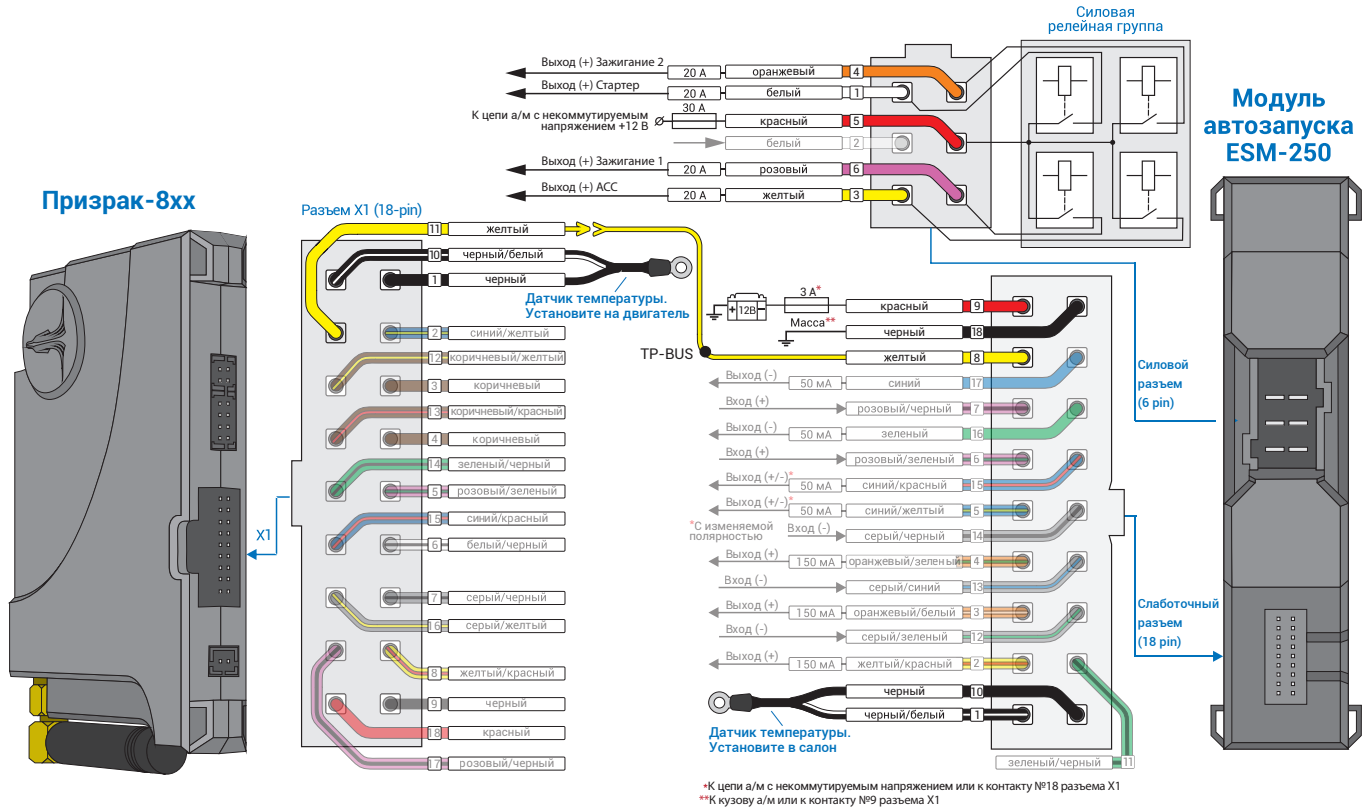 Силовая
релейная группа
Модуль
автозапуска
ESM-250
Призрак-8xx
Выход (+) Зажигание 2
20 А
оранжевый
4
Выход (+) Стартер
20 А
белый
1
К цепи а/м с некоммутируемым
напряжением +12 В
30 А
красный
5
белый
2
Выход (+) Зажигание 1
20 А
розовый
6
Выход (+) ACC
20 А
желтый
3
Разъем X1 (18-pin)
11
желтый
10
черный/белый
1
черный
Датчик температуры.
Установите на двигатель
2
синий/желтый
12
коричневый/желтый
3
коричневый
13
коричневый/красный
4
коричневый
14
зеленый/черный
5
розовый/зеленый
15
синий/красный
6
белый/черный
7
серый/черный
16
серый/желтый
8
желтый/красный
9
черный
18
красный
17
розовый/черный
X1
TP-BUS
+
12В
−
3 А*
красный
9
Масса**
черный
18
желтый
8
Выход (-)
50 мА
синий
17
Вход (+)
розовый/черный
7
Выход (-)
50 мА
зеленый
16
Вход (+)
розовый/зеленый
6
Выход (+/-)*
50 мА
синий/красный
15
Выход (+/-)*
50 мА
синий/желтый
5
*С изменяемой
полярностью
Вход (-)
серый/черный
14
Выход (+)
150 мА
оранжевый/зеленый
4
Вход (-)
серый/синий
13
Выход (+)
150 мА
оранжевый/белый
3
Вход (-)
серый/зеленый
12
Выход (+)
150 мА
желтый/красный
2
черный
10
черный/белый
1
Датчик температуры.
Установите в салон
зеленый/черный
11
Силовой
разъем
(6 pin)
Слаботочный
разъем
(18 pin)
*К цепи а/м с некоммутируемым напряжением или к контакту №18 разъема X1
**К кузову а/м или к контакту №9 разъема X1